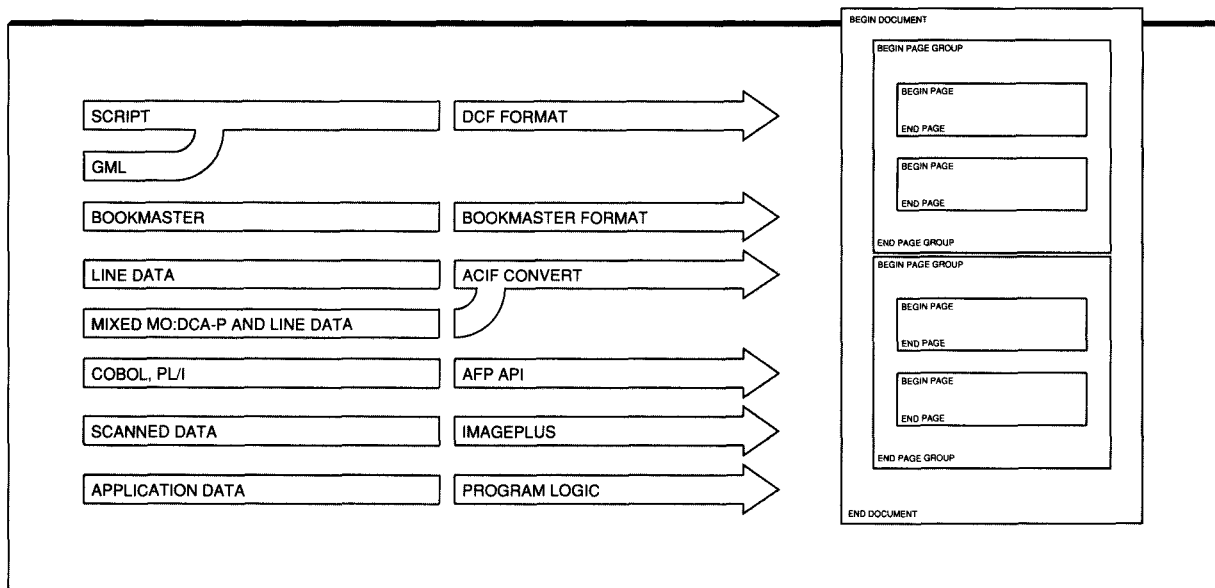 SCRIPT
DCF FORMAT
GML
BOOKMASTER
BOOKMASTER FORMAT
LINE DATA
ACIF CONVERT
MIXED MO:DCA-P AND LINE DATA
COBOL, PL/I
AFP API
SCANNED DATA
IMAGEPLUS
APPLICATION DATA
PROGRAM LOGIC
BEGIN DOCUMENT
BEGIN PAGE GROUP
BEGIN PAGE
END PAGE
BEGIN PAGE
END PAGE
END PAGE GROUP
BEGIN PAGE GROUP
BEGIN PAGE
END PAGE
BEGIN PAGE
END PAGE
END PAGE GROUP
END DOCUMENT